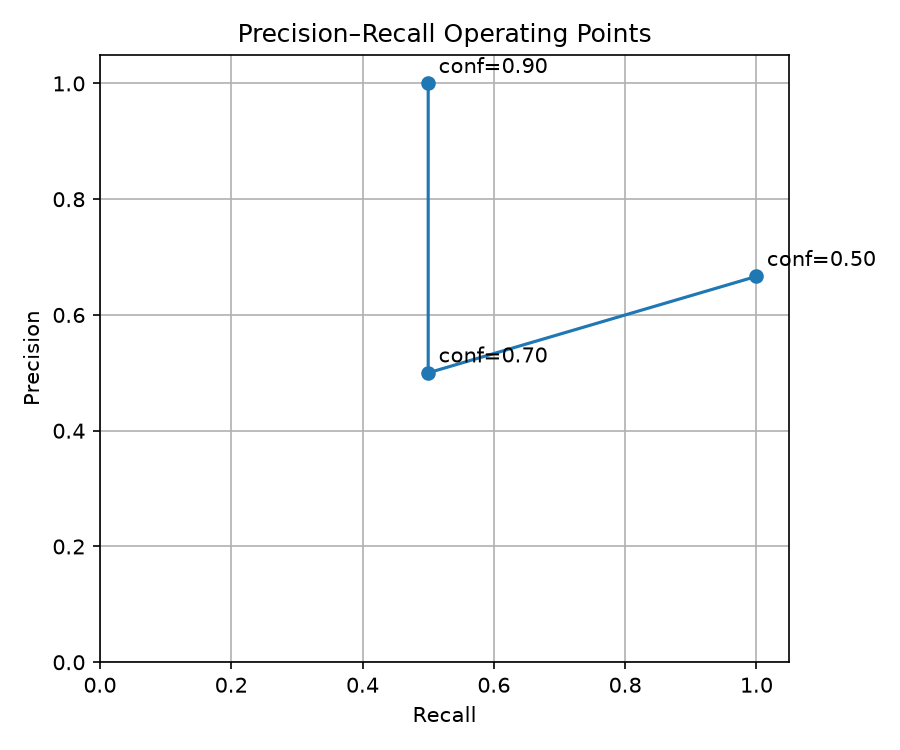 Precision–Recall Operating Points
conf=0.90
1.0
0.8
conf=0.50
0.6
conf=0.70
Precision
0.4
0.2
0.0
0.0 0.2 0.4 0.6 0.8 1.0
Recall